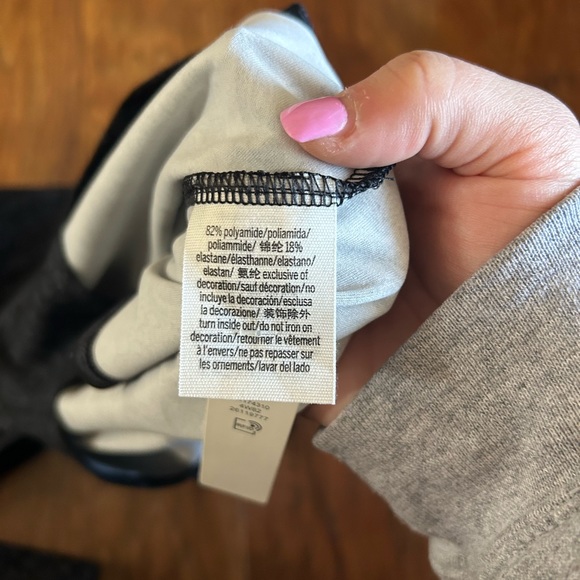 82% polyamide/poliamida/
poliammide/ 锦纶 18%
elastane/élasthanne/elastano/
elastan/ 氨纶 exclusive of
decoration/sauf décoration/no
incluye la decoración/esclusa
la decorazione/ 装饰除外
turn inside out/do not iron on
decoration/retourner le vêtement
à l'envers/ne pas repasser sur
les ornements/lavar del lado
4W82
26119777